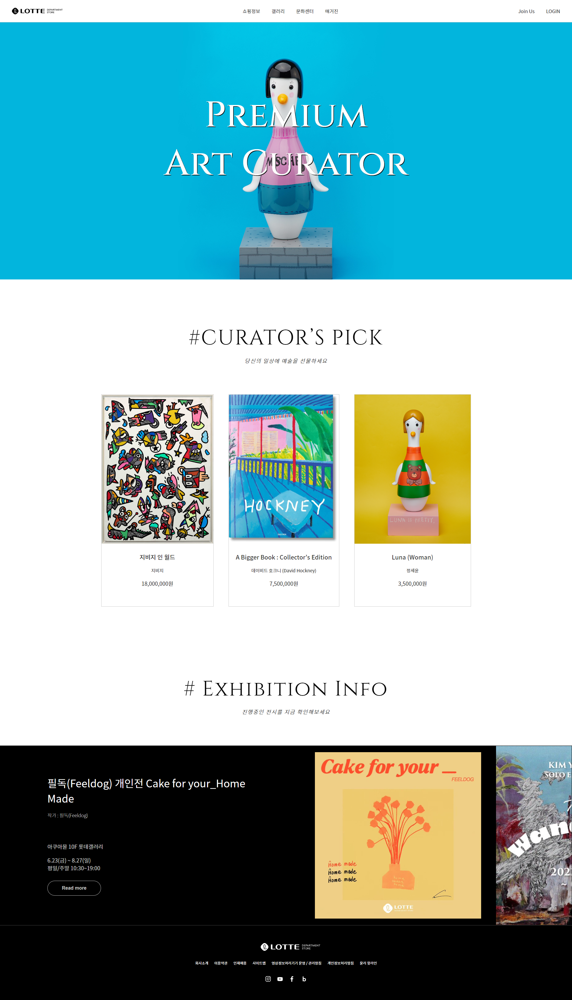 LOTTE DEPARTMENT STORE
쇼핑정보 갤러리 문화센터 매거진
Join Us LOGIN
PREMIUM
ART CURATOR
#CURATOR’S PICK
당신의 일상에 예술을 선물하세요
HOCKNEY
TASCHEN
LUNA IS PRETTY,
지비지 인 월드
지비지
18,000,000원
A Bigger Book : Collector’s Edition
데이비드 호크니 (David Hockney)
7,500,000원
Luna (Woman)
정세윤
3,500,000원
# EXHIBITION INFO
진행중인 전시를 지금 확인해보세요
필독(Feeldog) 개인전 Cake for your_Home
Made
작가 : 필독(Feeldog)
아쿠아몰 10F 롯데갤러리
6.23(금) ~ 8.27(일)
평일/주말 10:30~19:00
Read more
Cake for your _
FEELDOG
Home made
Home made
Home made
home
sweet
home
LOTTE
DEPARTMENT STORE
KIM
SOLO
LOTTE DEPARTMENT STORE
회사소개 이용약관 인재채용 사이트맵 영상정보처리기기 운영 / 관리방침 개인정보처리방침 윤리 핫라인